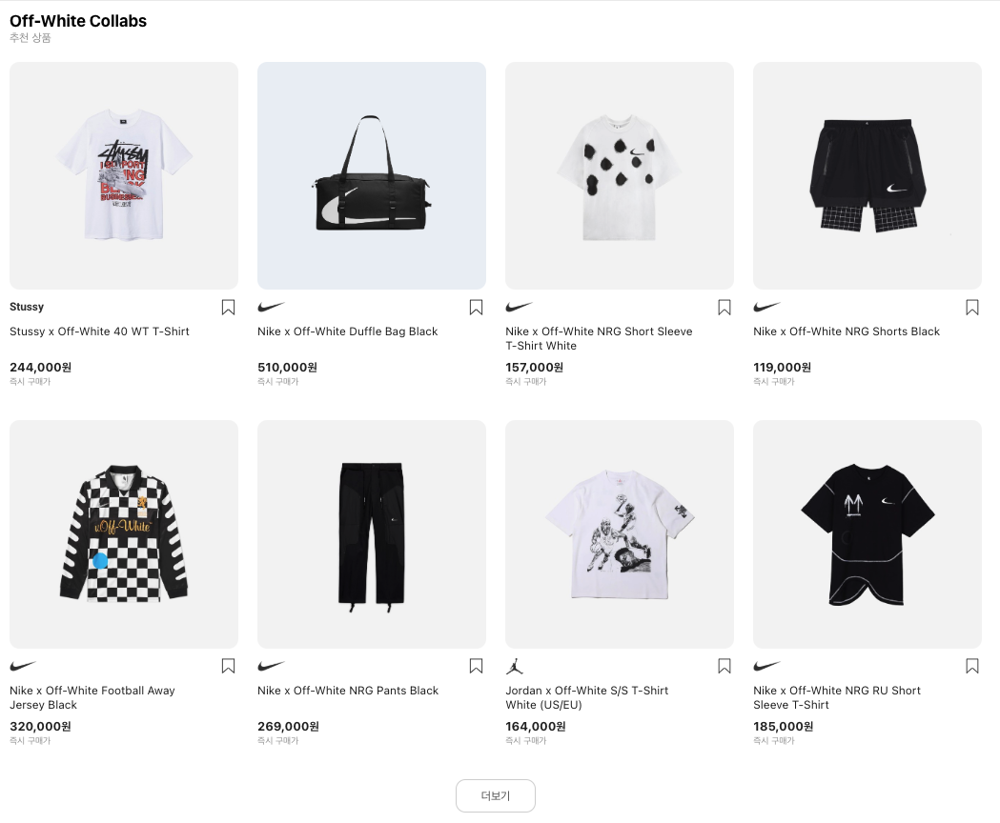 Off-White Collabs
추천 상품
Stussy
Stussy x Off-White 40 WT T-Shirt
244,000원
즉시 구매가
Nike x Off-White Duffle Bag Black
510,000원
즉시 구매가
Nike x Off-White NRG Short Sleeve
T-Shirt White
157,000원
즉시 구매가
Nike x Off-White NRG Shorts Black
119,000원
즉시 구매가
Off-White
Nike x Off-White Football Away
Jersey Black
320,000원
즉시 구매가
Nike x Off-White NRG Pants Black
269,000원
즉시 구매가
Jordan x Off-White S/S T-Shirt
White (US/EU)
164,000원
즉시 구매가
Nike x Off-White NRG RU Short
Sleeve T-Shirt
185,000원
즉시 구매가
더보기